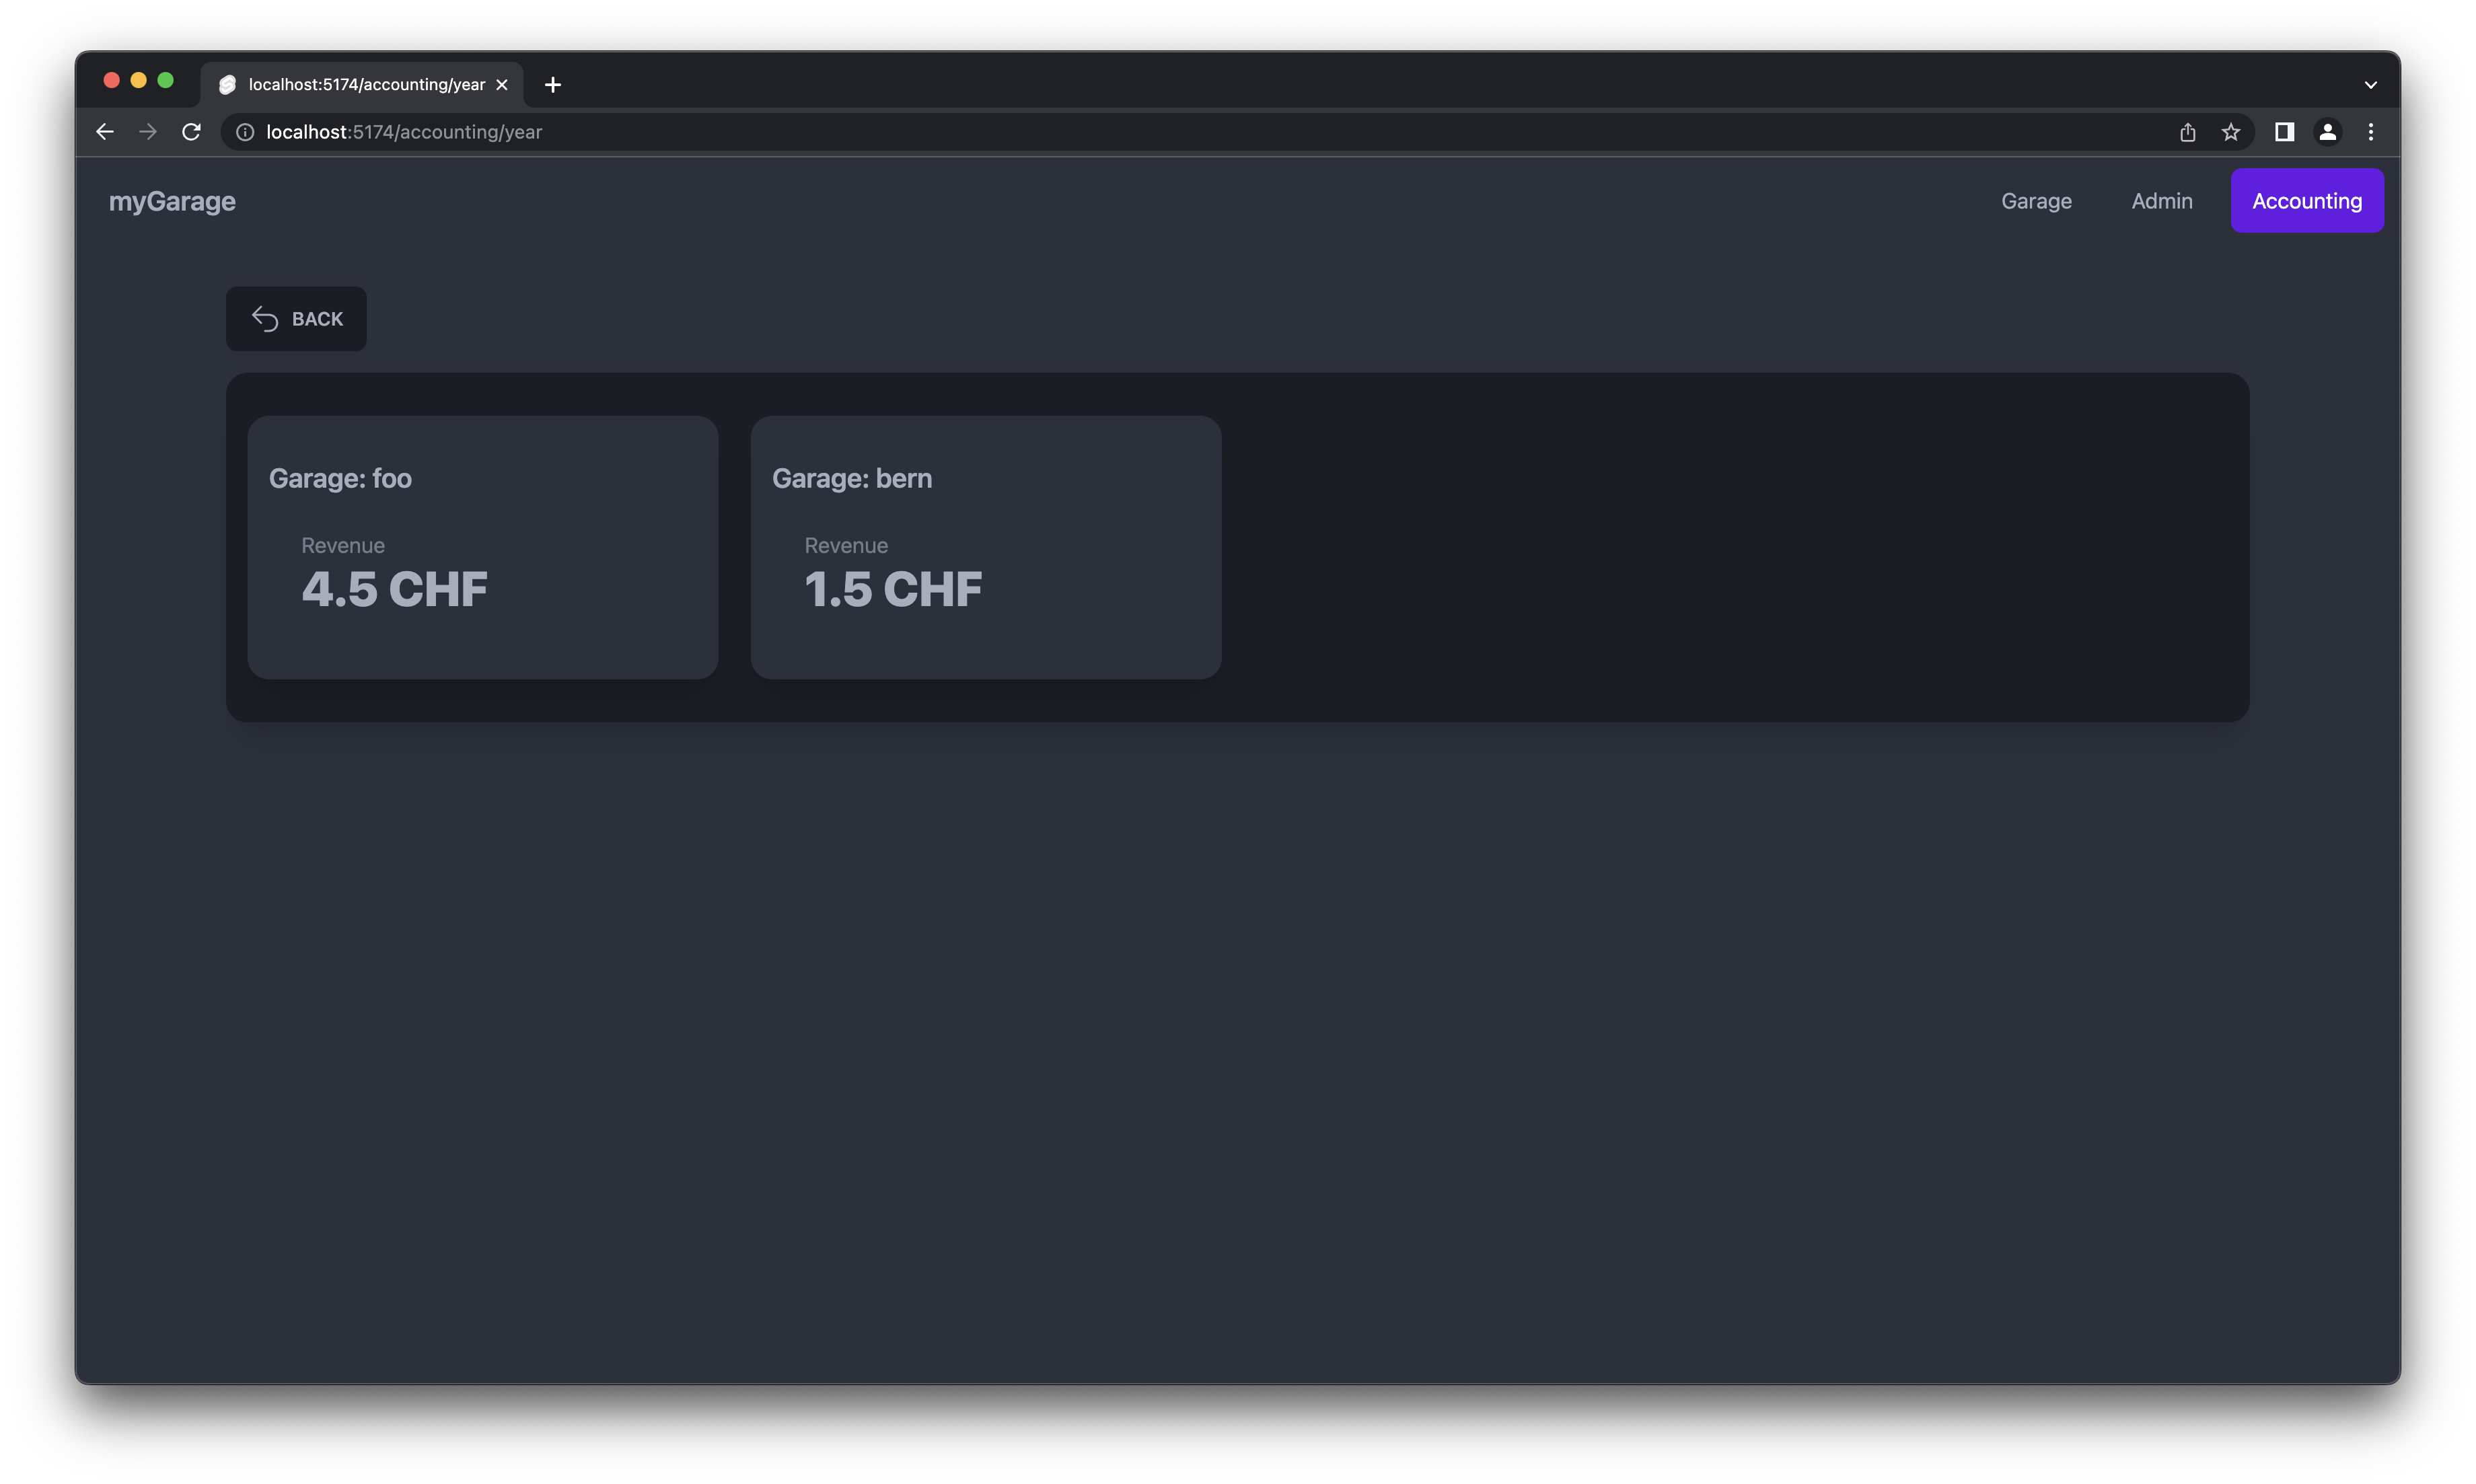 localhost:5174/accounting/year
localhost:5174/accounting/year
myGarage
Garage
Admin
Accounting
BACK
Garage: foo
Revenue
4.5 CHF
Garage: bern
Revenue
1.5 CHF